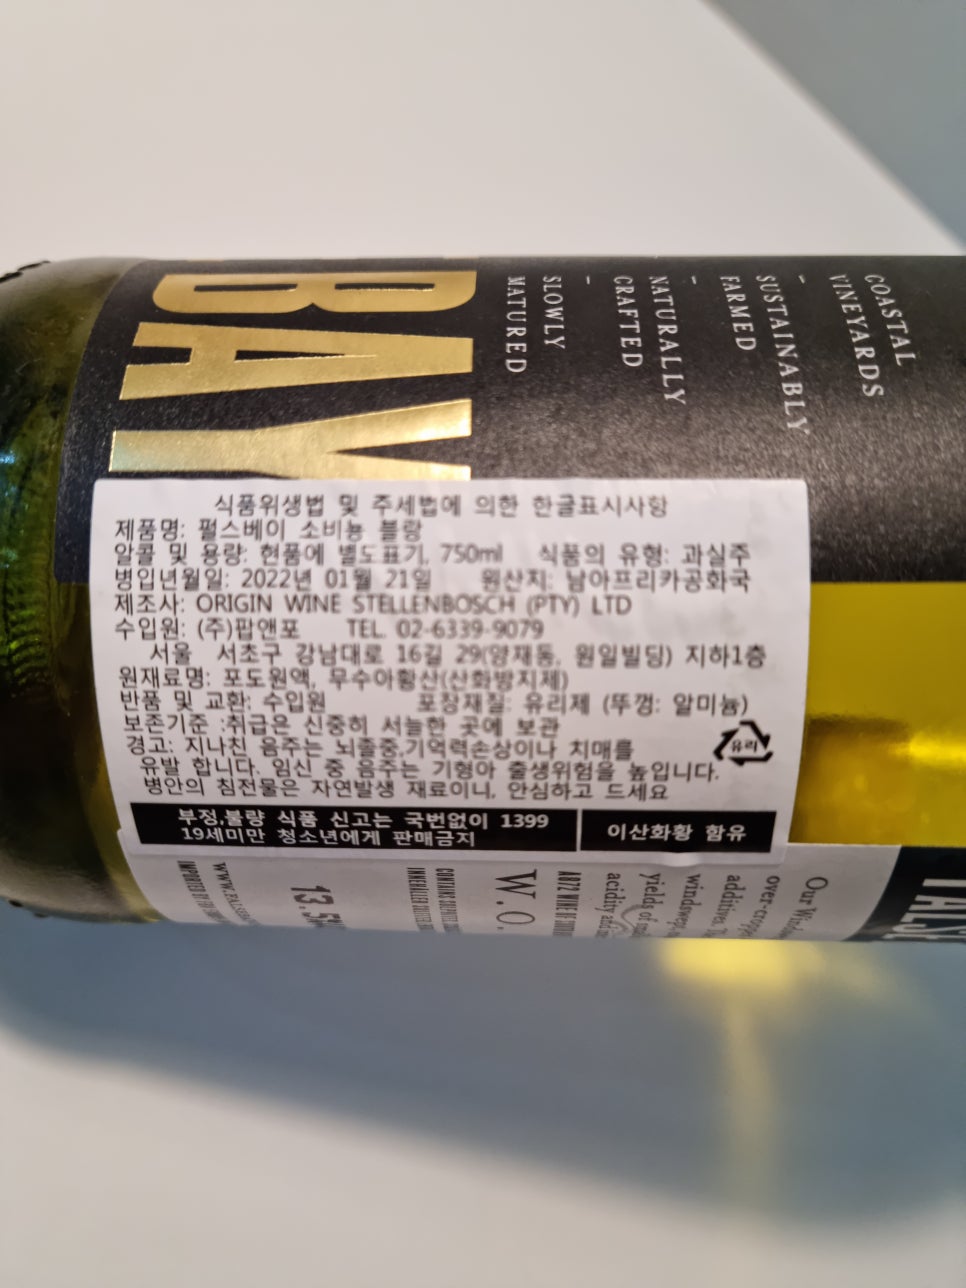 BAY
COASTAL
VINEYARDS
-
SUSTAINABLY
FARMED
-
NATURALLY
CRAFTED
-
SLOWLY
MATURED
식품위생법 및 주세법에 의한 한글표시사항
제품명: 펄스베이 소비뇽 블랑
알콜 및 용량: 현품에 별도표기, 750ml 식품의 유형: 과실주
병입년월일: 2022년 01월 21일 원산지: 남아프리카공화국
제조사: ORIGIN WINE STELLENBOSCH (PTY) LTD
수입원: (주)팝앤포 TEL. 02-6339-9079
서울 서초구 강남대로 16길 29(양재동, 원일빌딩) 지하1층
원재료명: 포도원액, 무수아황산(산화방지제)
반품 및 교환: 수입원 포장재질: 유리제 (뚜껑: 알미늄)
보존기준 :취급은 신중히 서늘한 곳에 보관
경고: 지나친 음주는 뇌졸중,기억력손상이나 치매를
유발 합니다. 임신 중 음주는 기형아 출생위험을 높입니다.
병안의 침전물은 자연발생 재료이니, 안심하고 드세요
유리
부정,불량 식품 신고는 국번없이 1399
19세미만 청소년에게 판매금지
이산화황 함유
Our
over-cropp
additives.
windswept
yields of
acidity
A872 WINE OF
W.O.
13.5%
IMPORTED BY